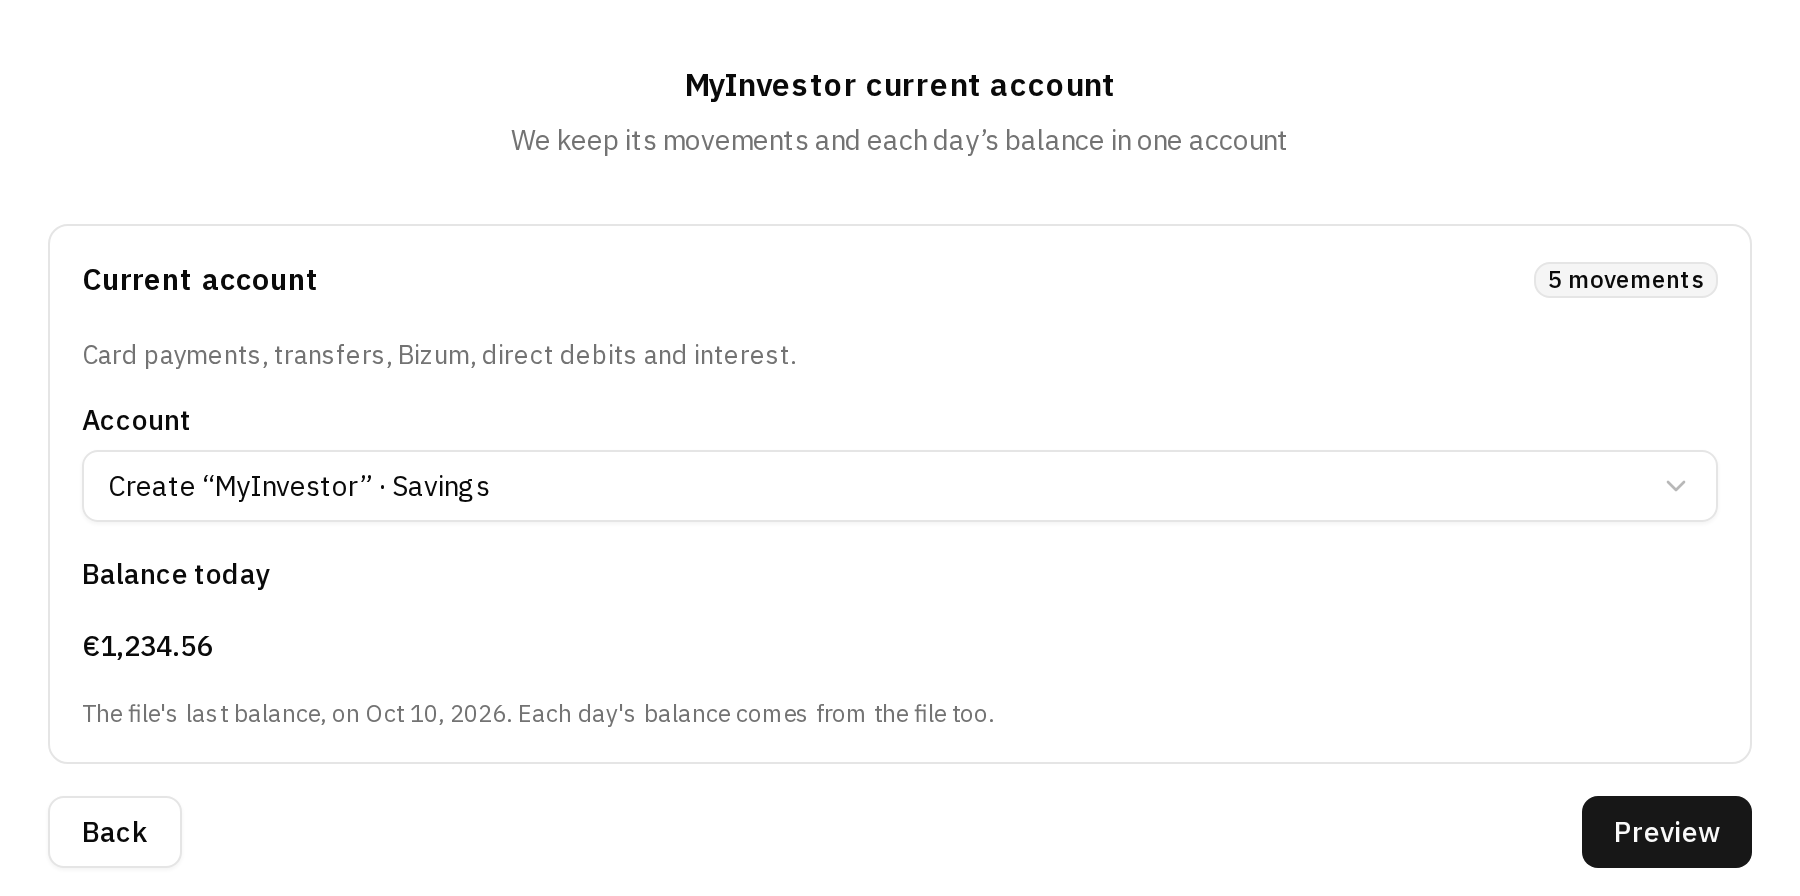 MyInvestor current account
We keep its movements and each day’s balance in one account
Current account
5 movements
Card payments, transfers, Bizum, direct debits and interest.
Account
Create “MyInvestor” · Savings
Balance today
€1,234.56
The file's last balance, on Oct 10, 2026. Each day's balance comes from the file too.
Back
Preview